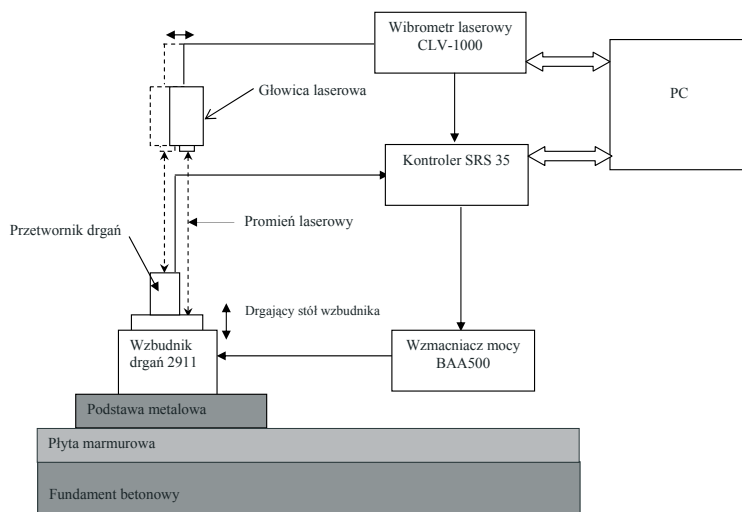 Wibrometr laserowy
CLV-1000
PC
Głowica laserowa
Kontroler SRS 35
Promień laserowy
Przetwornik drgań
Drgający stół wzbudnika
Wzbudnik
drgań 2911
Wzmacniacz mocy
BAA500
Podstawa metalowa
Płyta marmurowa
Fundament betonowy